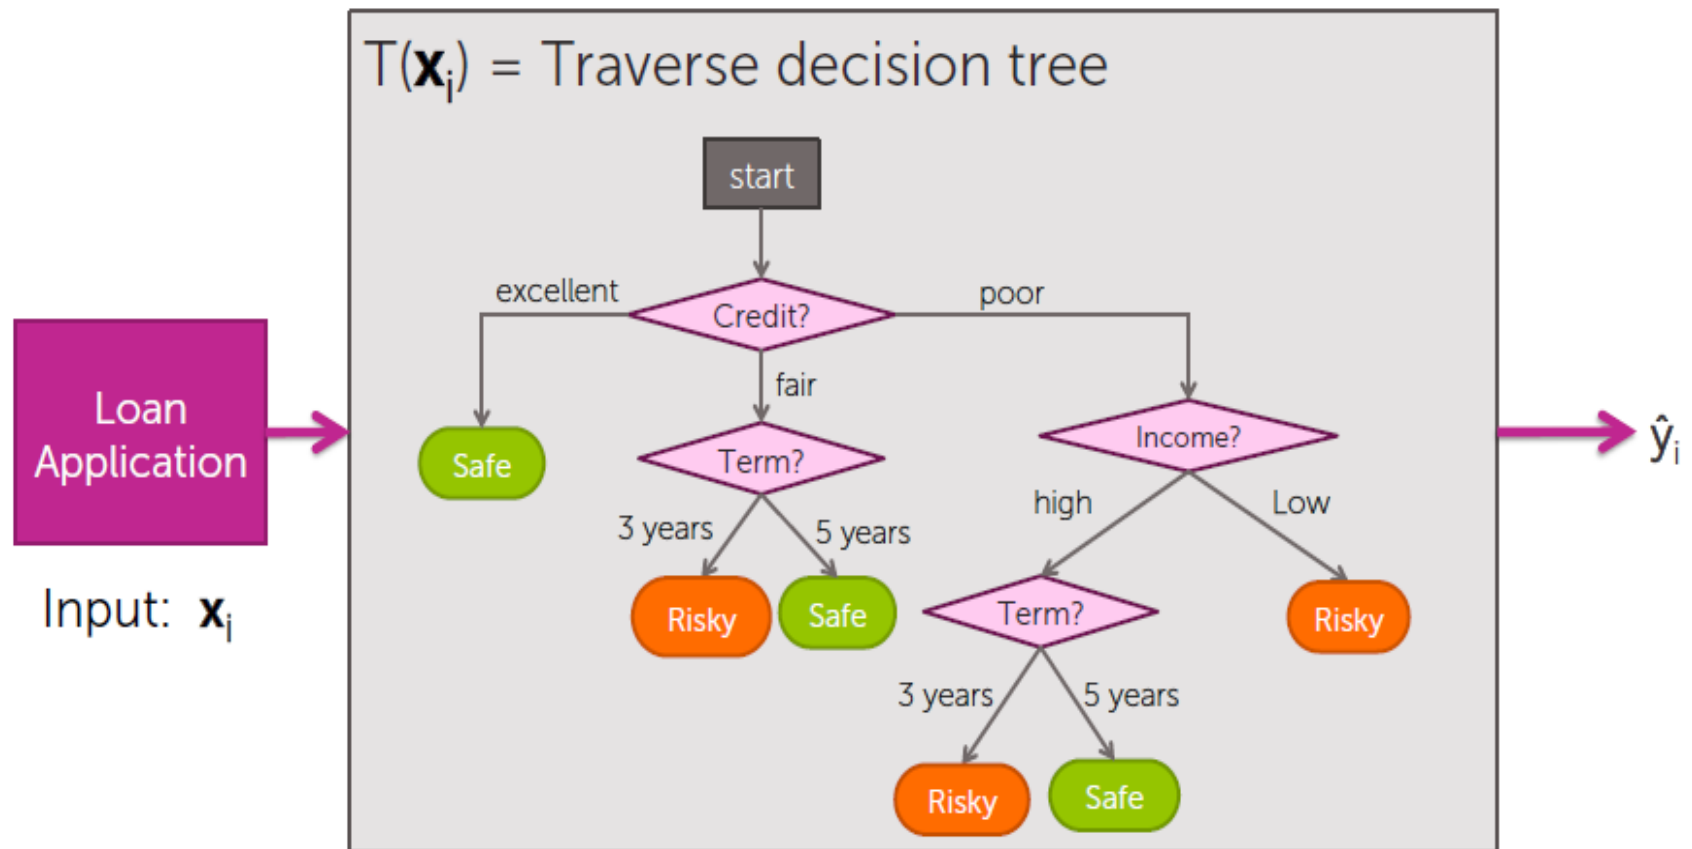 T(xᵢ) = Traverse decision tree
start
excellent
poor
Credit?
fair
Loan
Application
Income?
ŷᵢ
Safe
Term?
high
Low
3 years
5 years
Input: xᵢ
Risky
Safe
Term?
Risky
3 years
5 years
Risky
Safe